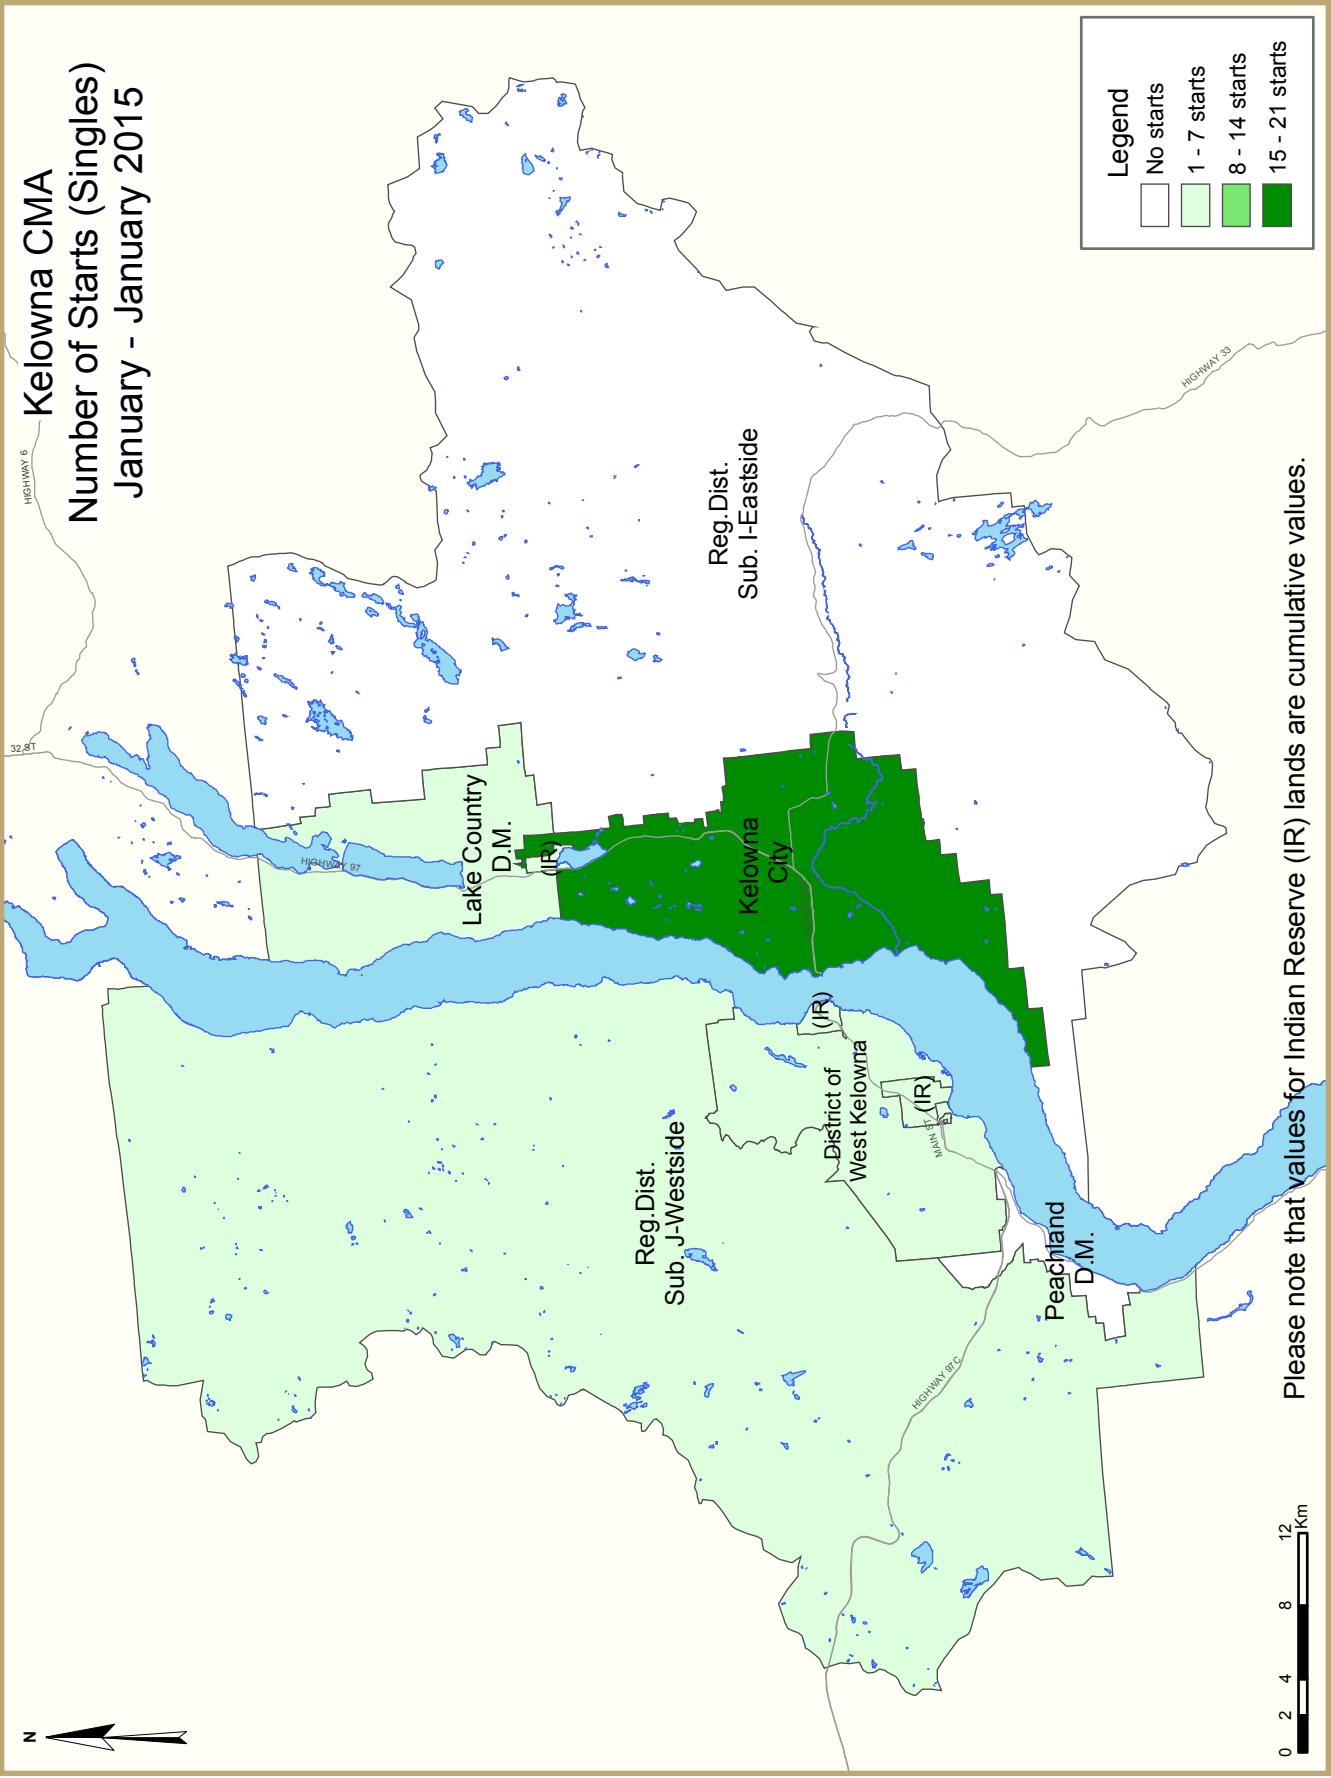 Kelowna CMA
Number of Starts (Singles)
January - January 2015
Legend
No starts
1 - 7 starts
8 - 14 starts
15 - 21 starts
HIGHWAY 6
32 ST
HIGHWAY 97
HIGHWAY 33
Lake Country
D.M.
(IR)
Reg.Dist.
Sub. I-Eastside
Kelowna
City
(IR)
District of
West Kelowna
(IR)
MAIN ST
Reg.Dist.
Sub. J-Westside
Peachland
D.M.
HIGHWAY 97C
N
0 2 4 8 12
Km
Please note that values for Indian Reserve (IR) lands are cumulative values.